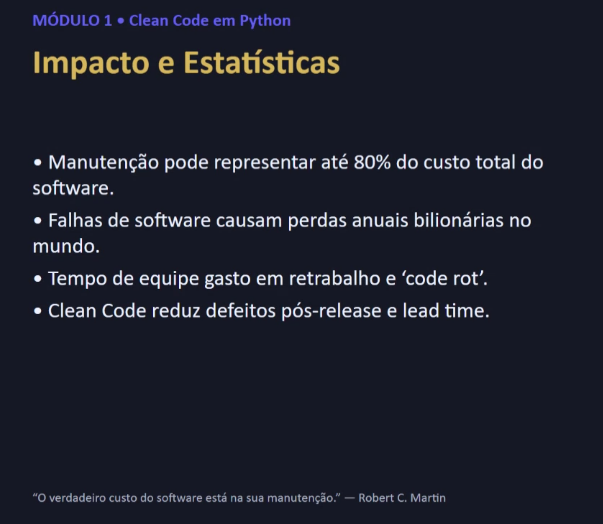 MÓDULO 1 • Clean Code em Python
Impacto e Estatísticas
• Manutenção pode representar até 80% do custo total do
software.
• Falhas de software causam perdas anuais bilionárias no
mundo.
• Tempo de equipe gasto em retrabalho e ‘code rot’.
• Clean Code reduz defeitos pós-release e lead time.
“O verdadeiro custo do software está na sua manutenção.” — Robert C. Martin